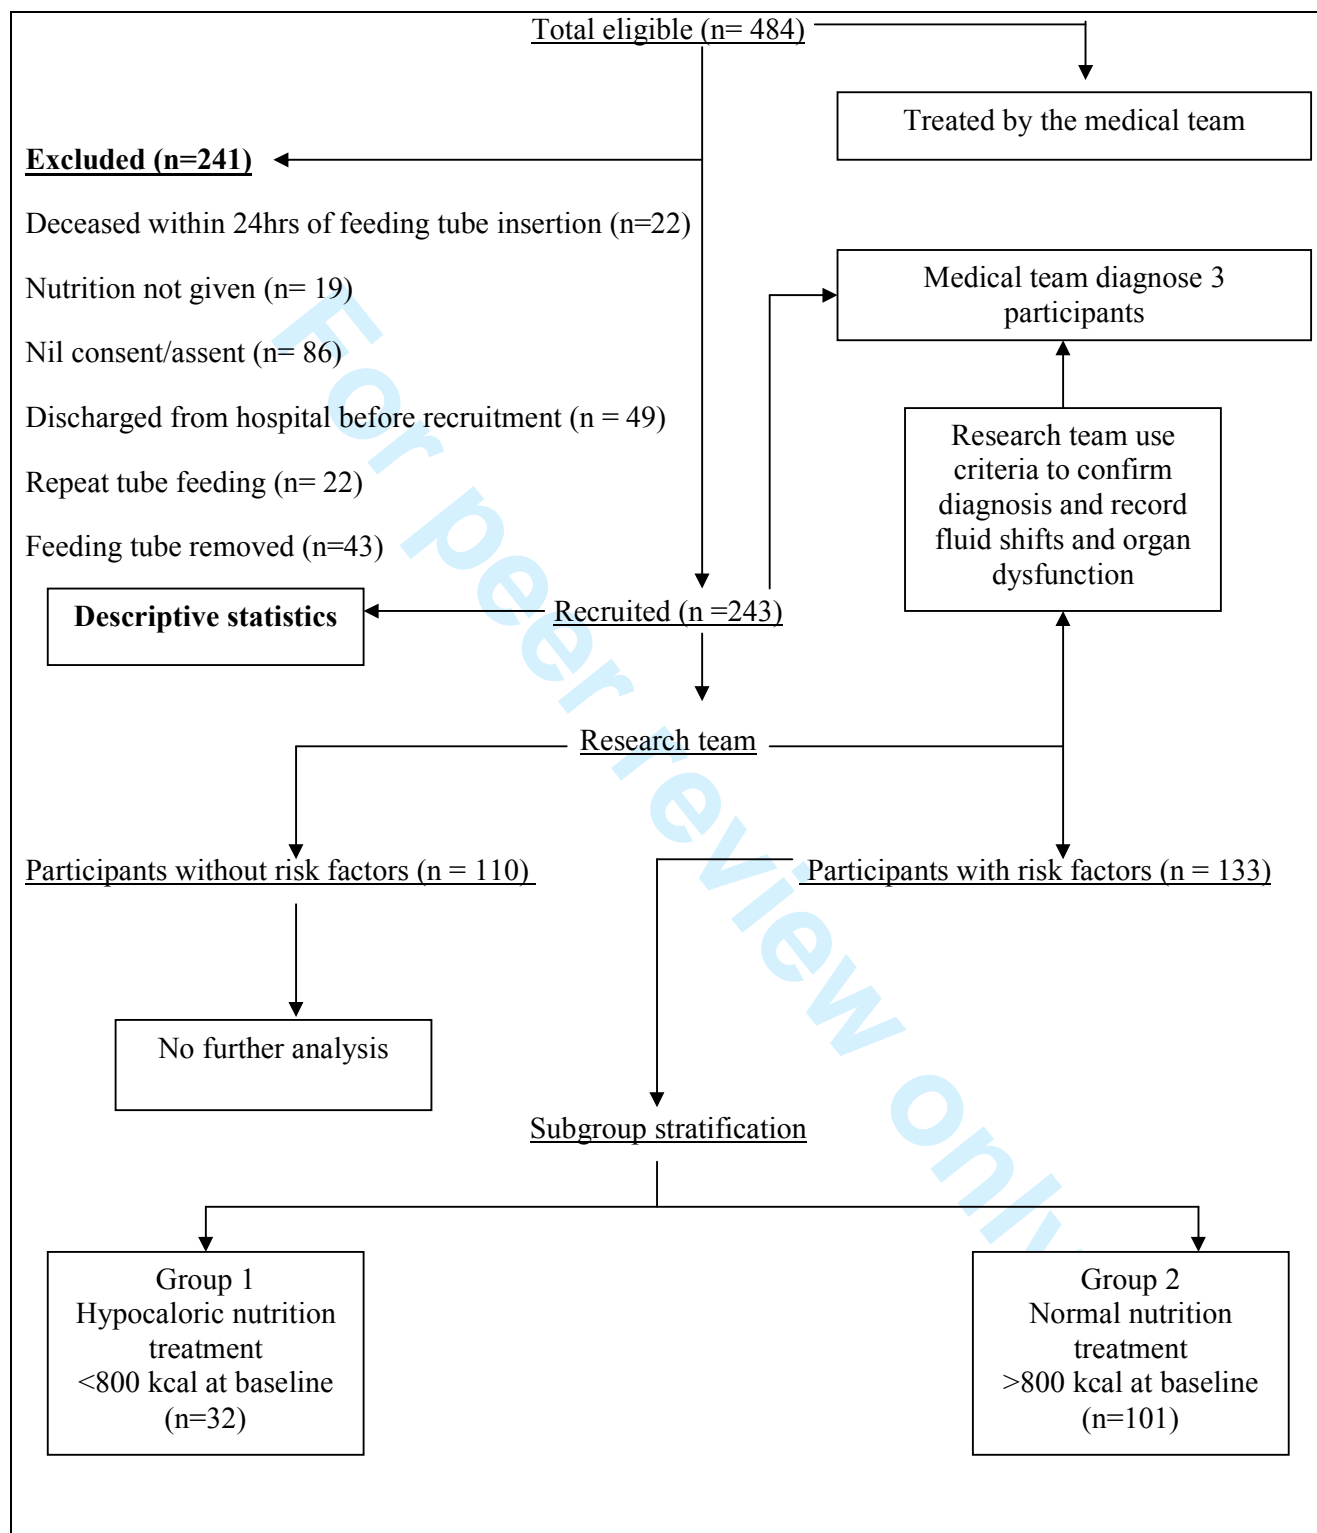 Total eligible (n= 484)
Treated by the medical team
Excluded (n=241)
Deceased within 24hrs of feeding tube insertion (n=22)
Nutrition not given (n= 19)
Nil consent/assent (n= 86)
Discharged from hospital before recruitment (n = 49)
Repeat tube feeding (n= 22)
Feeding tube removed (n=43)
Medical team diagnose 3
participants
Research team use
criteria to confirm
diagnosis and record
fluid shifts and organ
dysfunction
Descriptive statistics
Recruited (n =243)
Research team
Participants without risk factors (n = 110)
Participants with risk factors (n = 133)
No further analysis
Subgroup stratification
Group 1
Hypocaloric nutrition
treatment
<800 kcal at baseline
(n=32)
Group 2
Normal nutrition
treatment
>800 kcal at baseline
(n=101)
For peer review only